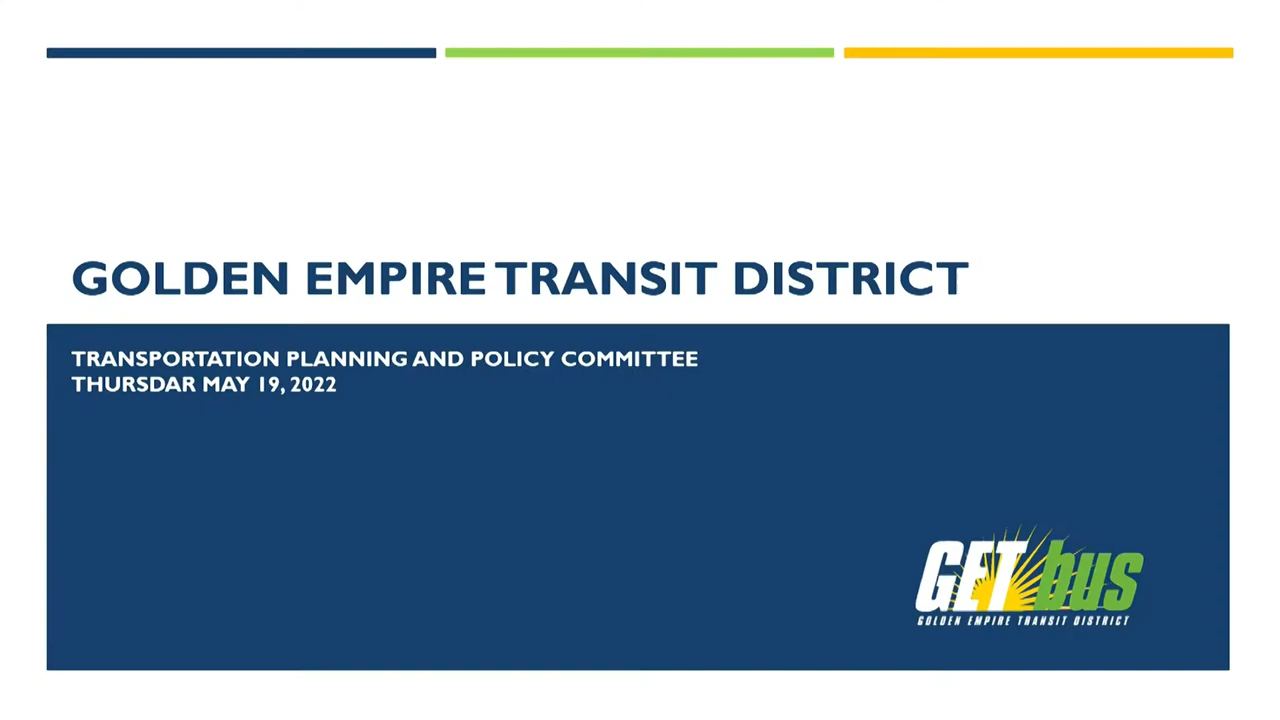 GOLDEN EMPIRE TRANSIT DISTRICT
TRANSPORTATION PLANNING AND POLICY COMMITTEE
THURSDAR MAY 19, 2022
GET bus
GOLDEN EMPIRE TRANSIT DISTRICT